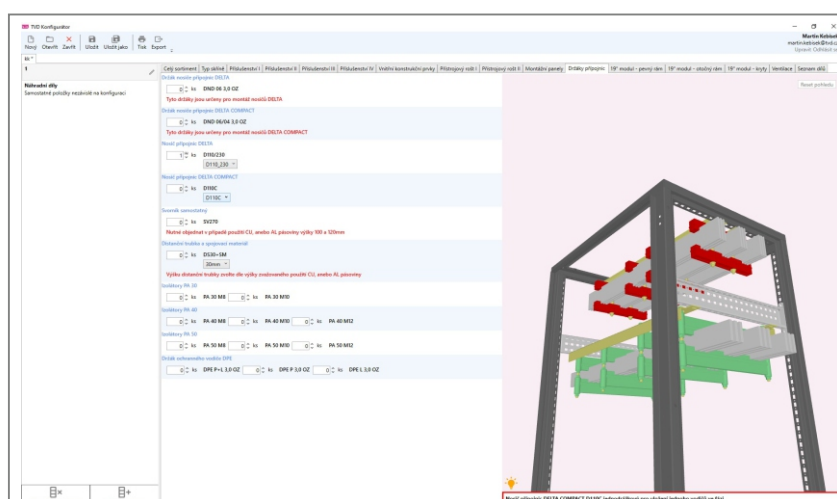 TVD Konfigurátor
Nový Otevřít Zavřít Uložit Uložit jako Tisk Export
Martin Kebisek
Upravit Odhlásit
1
Náhradní díly
Samostatné položky nezávislé na konfiguraci
Celý sortiment Typ skříně Příslušenství I Příslušenství II Příslušenství III Příslušenství IV Vnitřní konstrukční prvky Přístrojový rošt I Přístrojový rošt II Montážní panely Držáky přípojnic 19" modul - pevný rám 19" modul - otočný rám 19" modul - kryty Ventilace Seznam dílů
Reset pohledu
Držák nosiče přípojnic DELTA
0 ks DND 08 3,0 OZ
Tyto držáky jsou určeny pro montáž nosičů DELTA
Držák nosiče přípojnic DELTA COMPACT
0 ks DND 06/04 3,0 OZ
Tyto držáky jsou určeny pro montáž nosičů DELTA COMPACT
Nosič přípojnic DELTA
1 ks D110/230
D110_230
Nosič přípojnic DELTA COMPACT
0 ks D110C
D110C
Svorník samostatný
0 ks SV270
Nutné objednat v případě použití CU, anebo AL pásoviny výšky 100 a 120mm
Distanční trubka a spojovací materiál
0 ks DS30+SM
30mm
Výšku distanční trubky zvolte dle výšky zvažovaného použití CU, anebo AL pásoviny
Izolátory PA 30
0 ks PA 30 M8 0 ks PA 30 M10
Izolátory PA 40
0 ks PA 40 M8 0 ks PA 40 M10 0 ks PA 40 M12
Izolátory PA 50
0 ks PA 50 M8 0 ks PA 50 M10 0 ks PA 50 M12
Držák ochranného vodiče DPE
0 ks DPE P+L 3,0 OZ 0 ks DPE P 3,0 OZ 0 ks DPE L 3,0 OZ